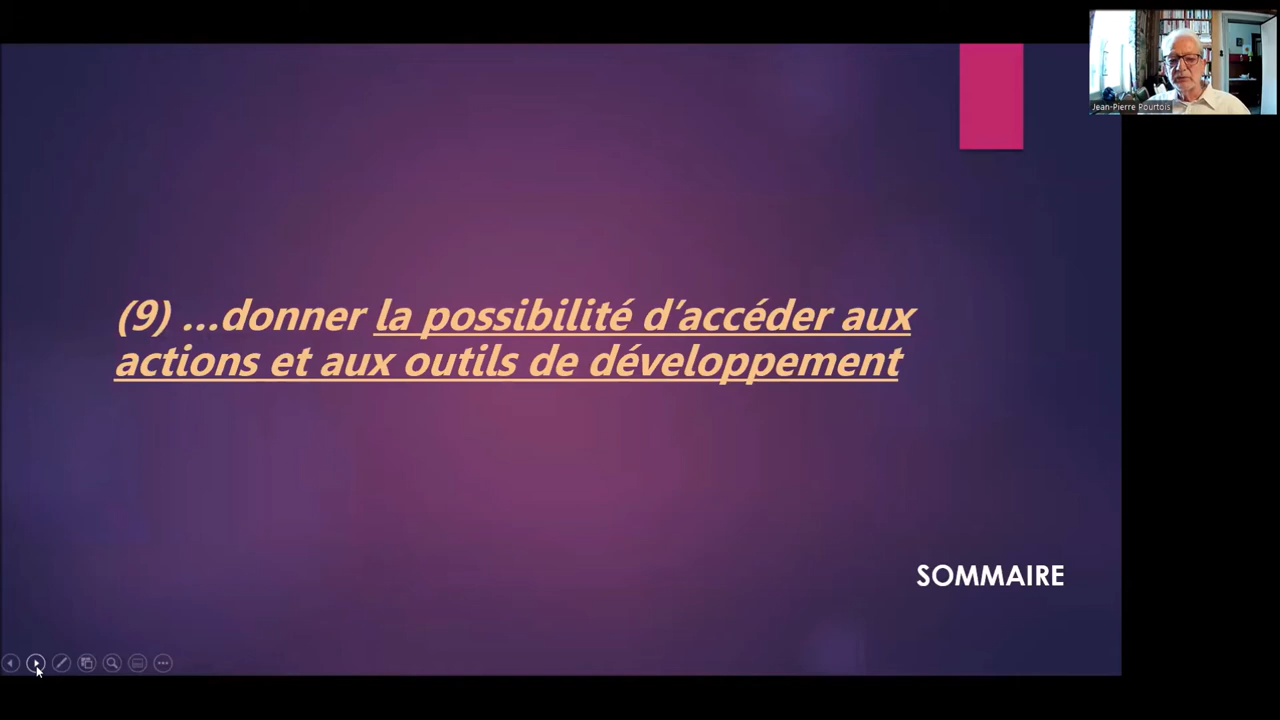 Jean-Pierre Pourtois
(9) ...donner la possibilité d’accéder aux
actions et aux outils de développement
SOMMAIRE